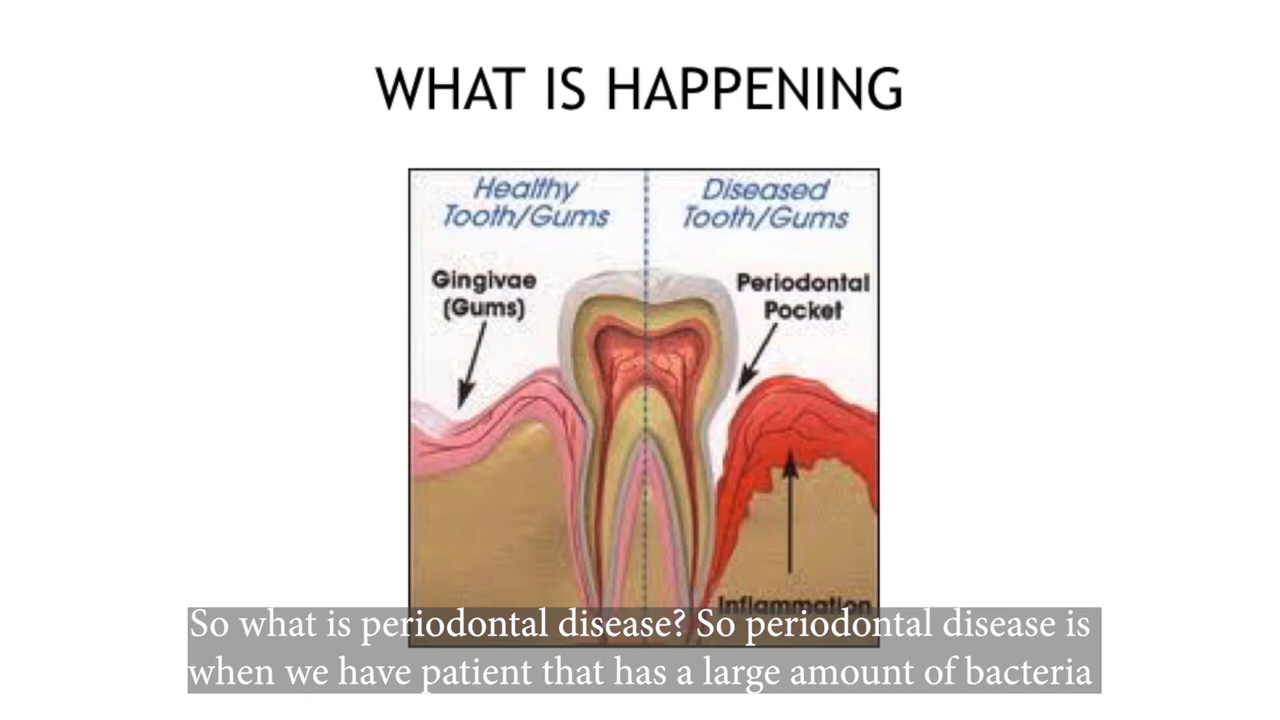 WHAT IS HAPPENING
Healthy
Tooth/Gums
Diseased
Tooth/Gums
Gingivae
(Gums)
Periodontal
Pocket
Inflammation
So what is periodontal disease? So periodontal disease is
when we have patient that has a large amount of bacteria